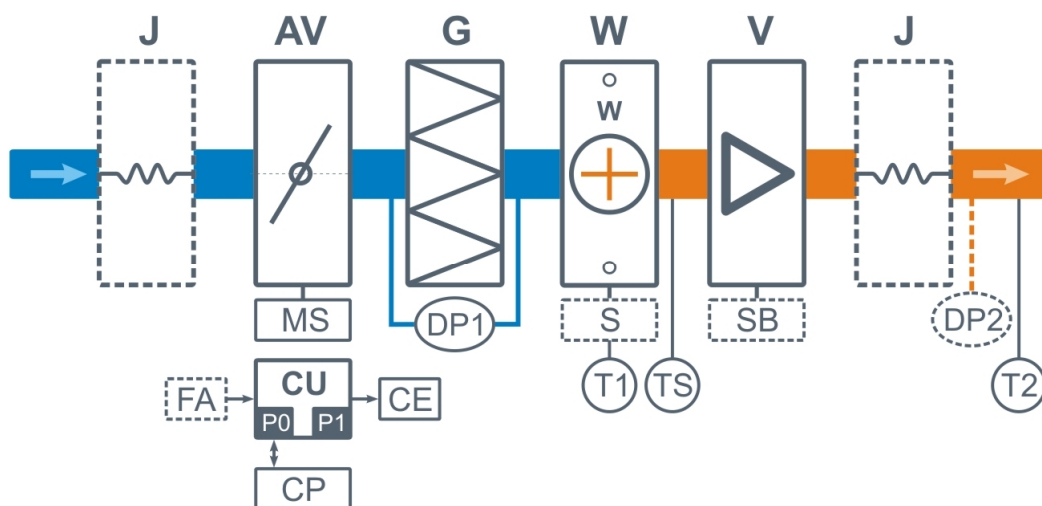 J AV G W V J
W
MS DP1 S SB DP2
T1 TS T2
FA CU CE
P0 P1
CP